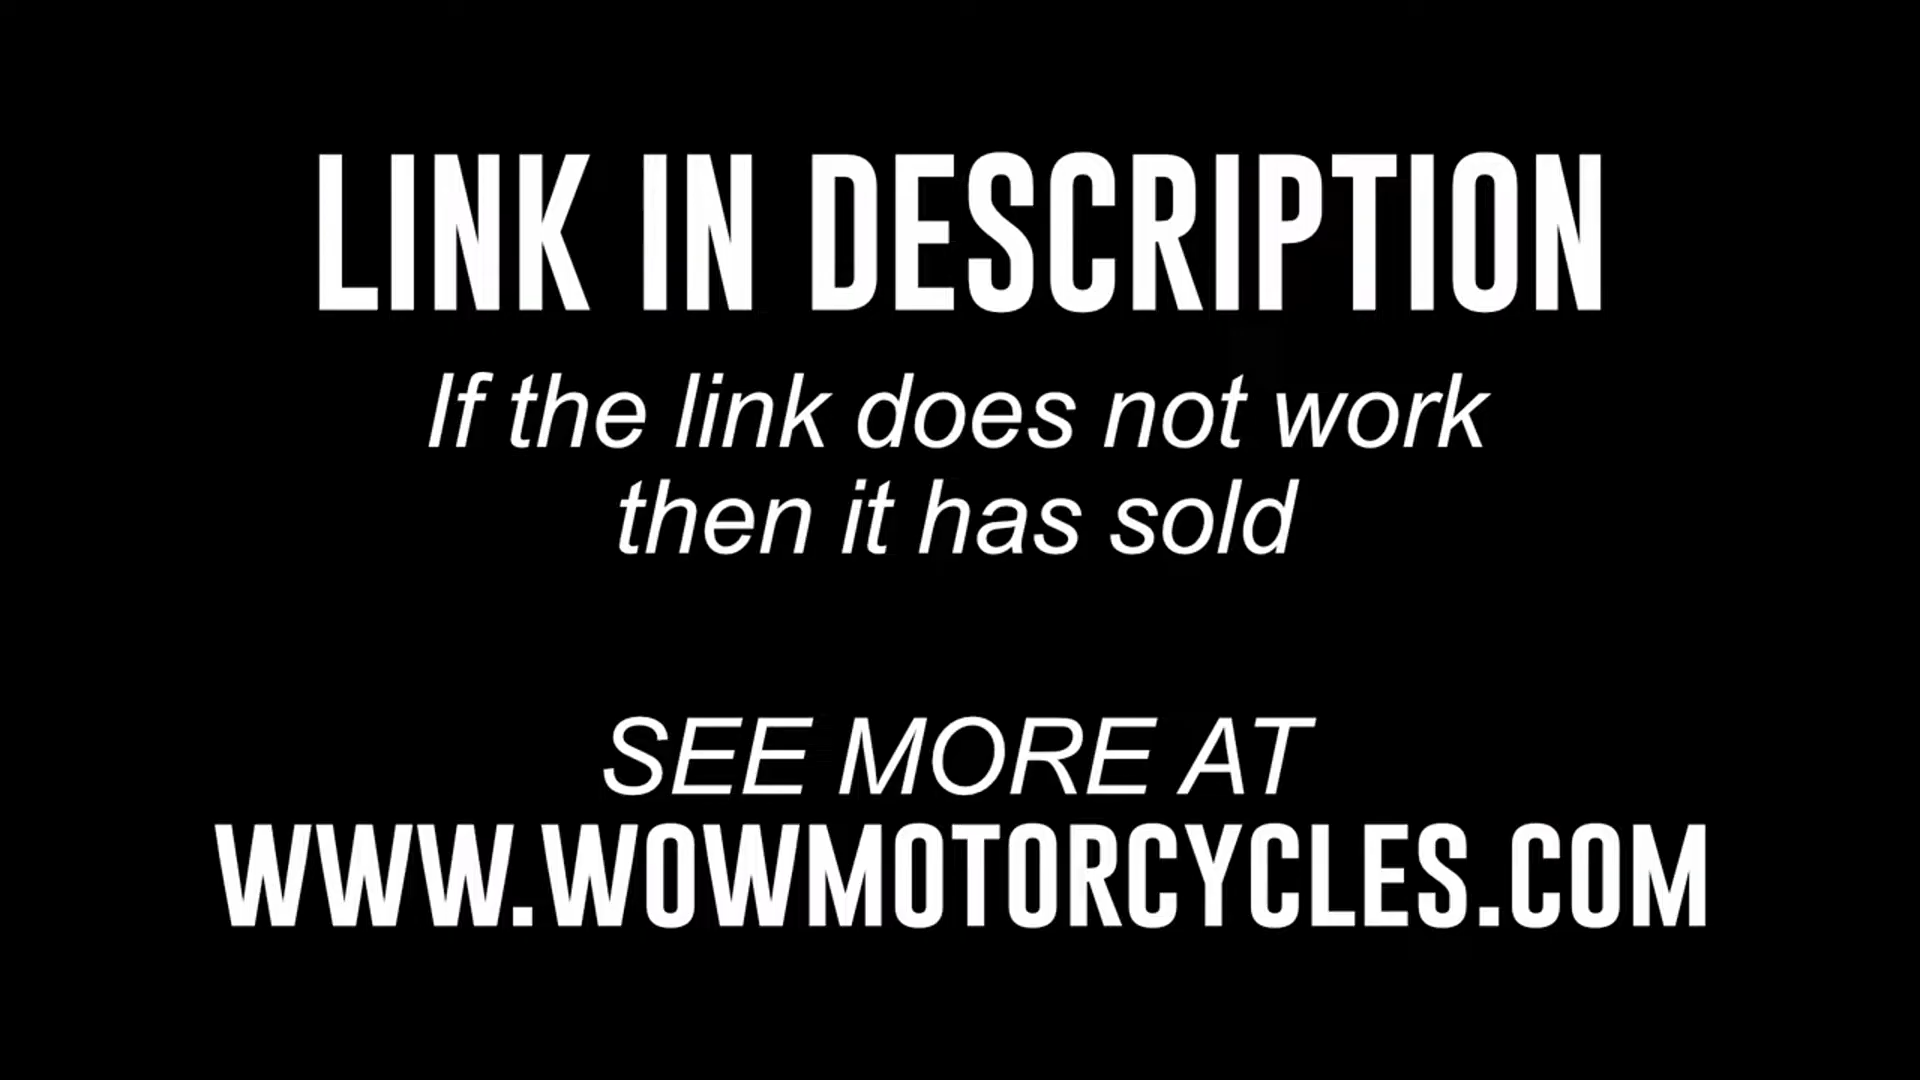 LINK IN DESCRIPTION
If the link does not work
then it has sold
SEE MORE AT
WWW.WOWMOTORCYCLES.COM